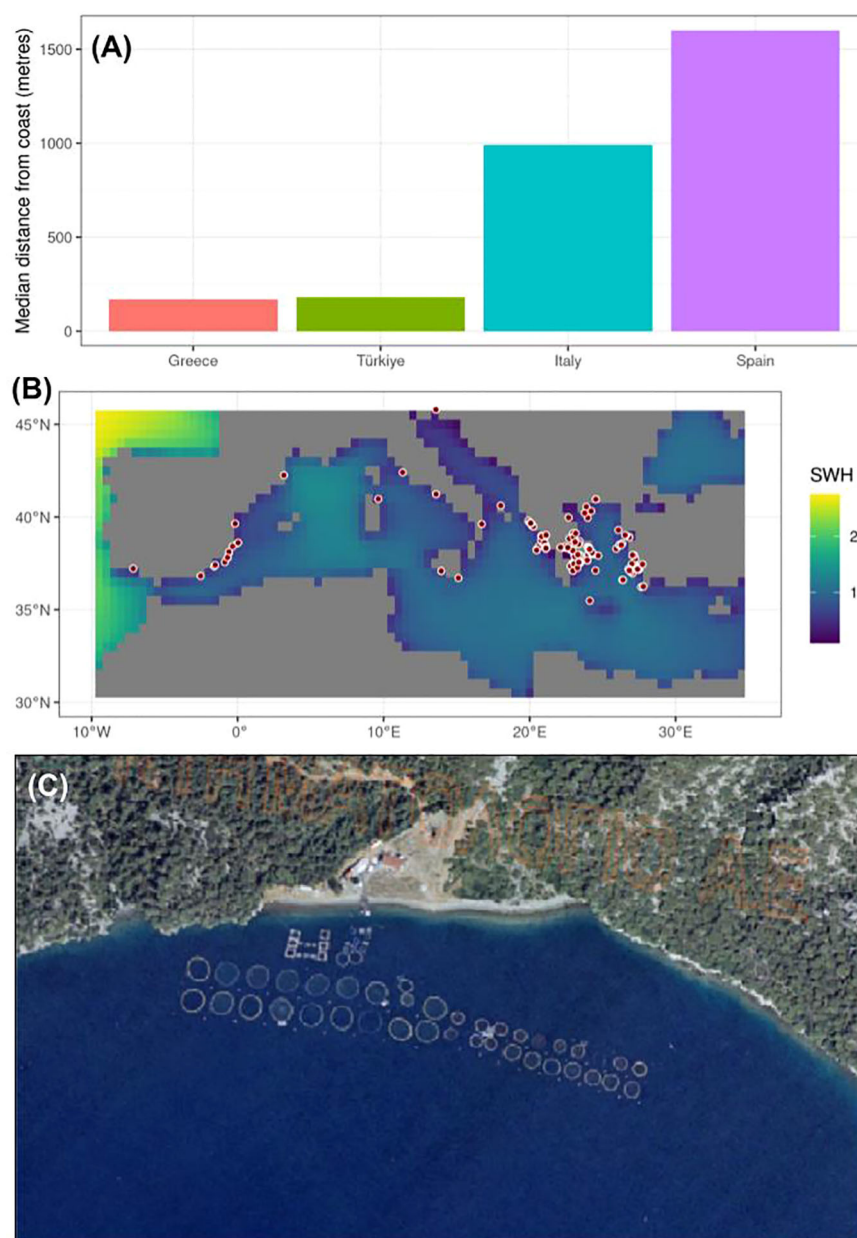 (A)
Median distance from coast (metres)
1500
1000
500
0
Greece Türkiye Italy Spain
(B)
45°N
40°N
35°N
30°N
10°W 0° 10°E 20°E 30°E
SWH
2
1
(C)